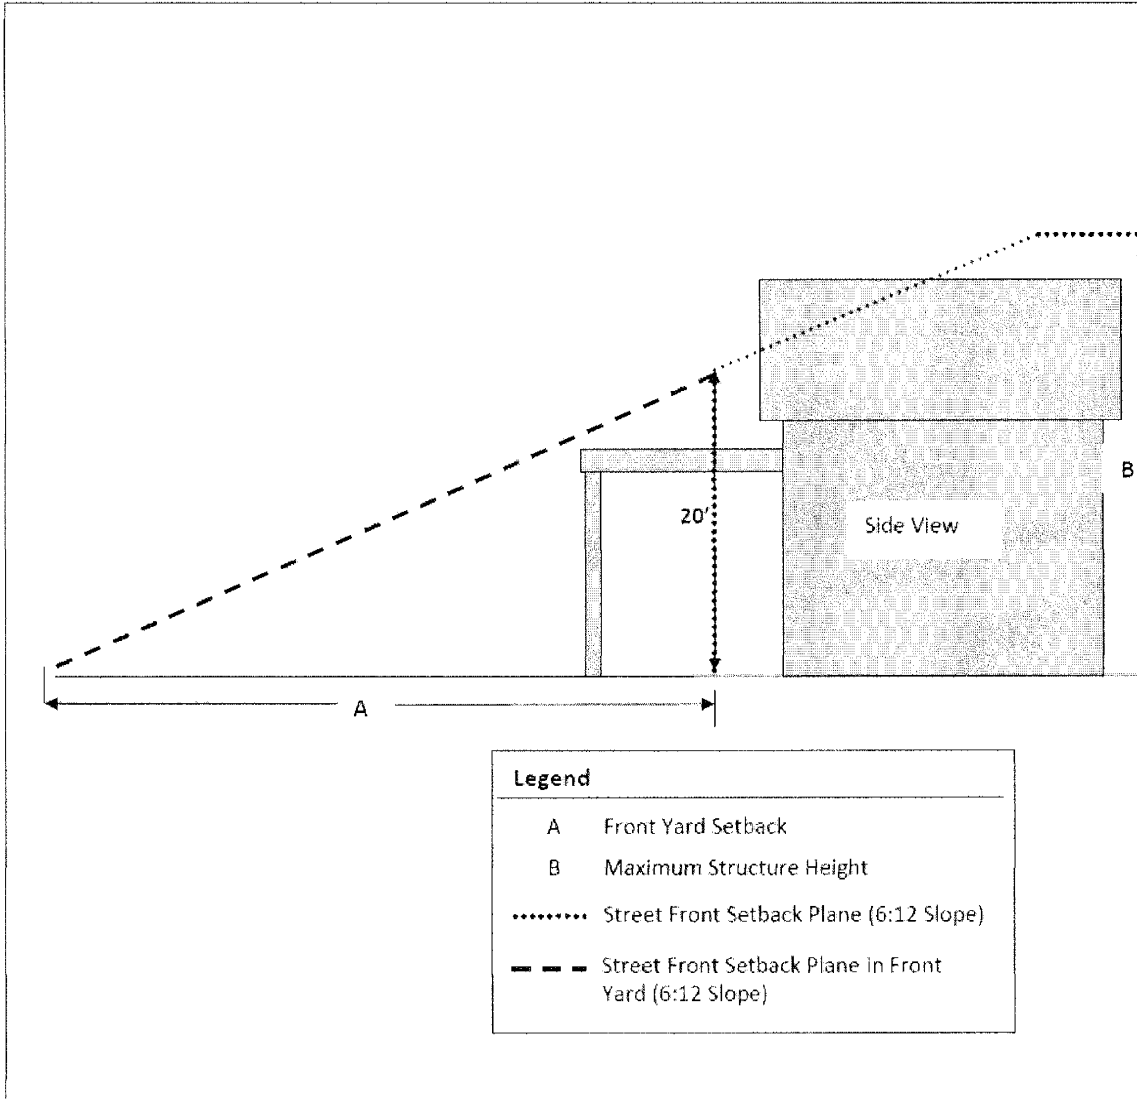 B
20'
Side View
A
Legend
A Front Yard Setback
B Maximum Structure Height
Street Front Setback Plane (6:12 Slope)
Street Front Setback Plane in Front
Yard (6:12 Slope)